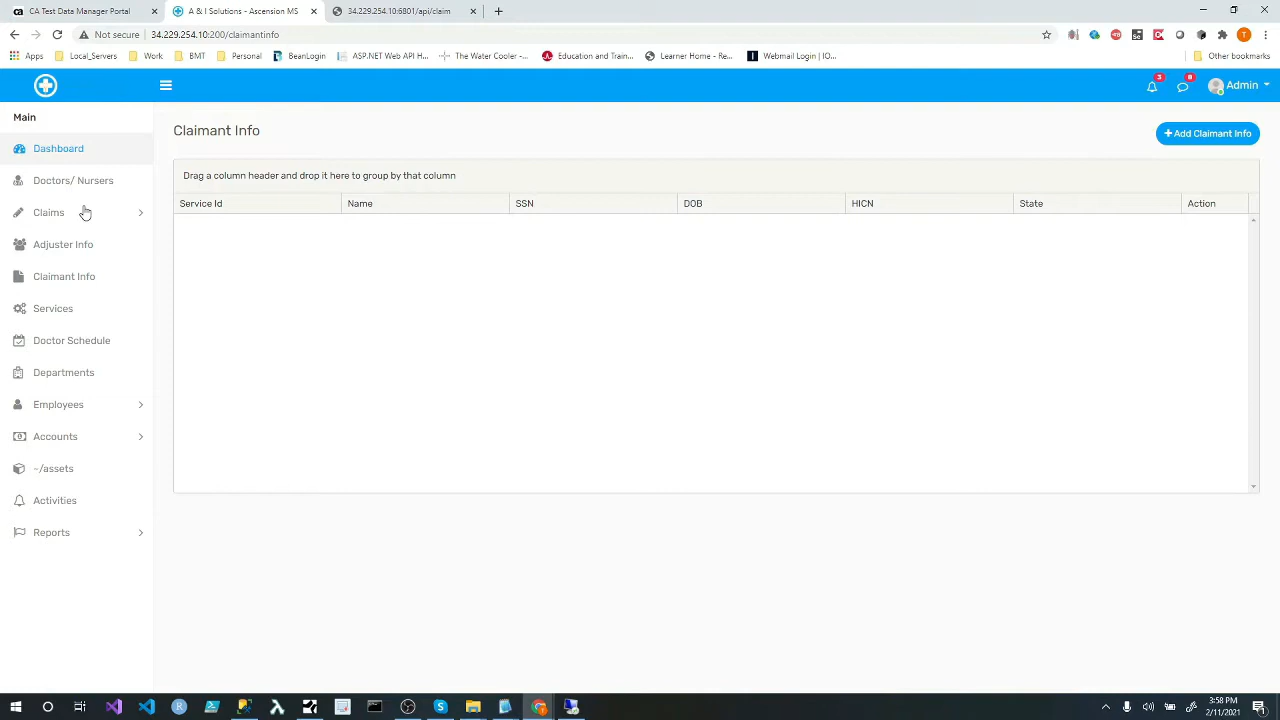 CA Test Data Manager Portal
A & I Solutions - Ascension MS
34.229.254.10:6801/api/claim
Not secure
34.229.254.10:200/claimantinfo
Apps
Local_Servers
Work
BMT
Personal
BeanLogin
ASP.NET Web API H...
The Water Cooler -...
Education and Train...
Learner Home - Re...
Webmail Login | IO...
Other bookmarks
3
8
Admin
Main
Dashboard
Doctors/ Nursers
Claims
Adjuster Info
Claimant Info
Services
Doctor Schedule
Departments
Employees
Accounts
~/assets
Activities
Reports
Claimant Info
+ Add Claimant Info
Drag a column header and drop it here to group by that column
Service Id
Name
SSN
DOB
HICN
State
Action
3:58 PM
2/11/2021